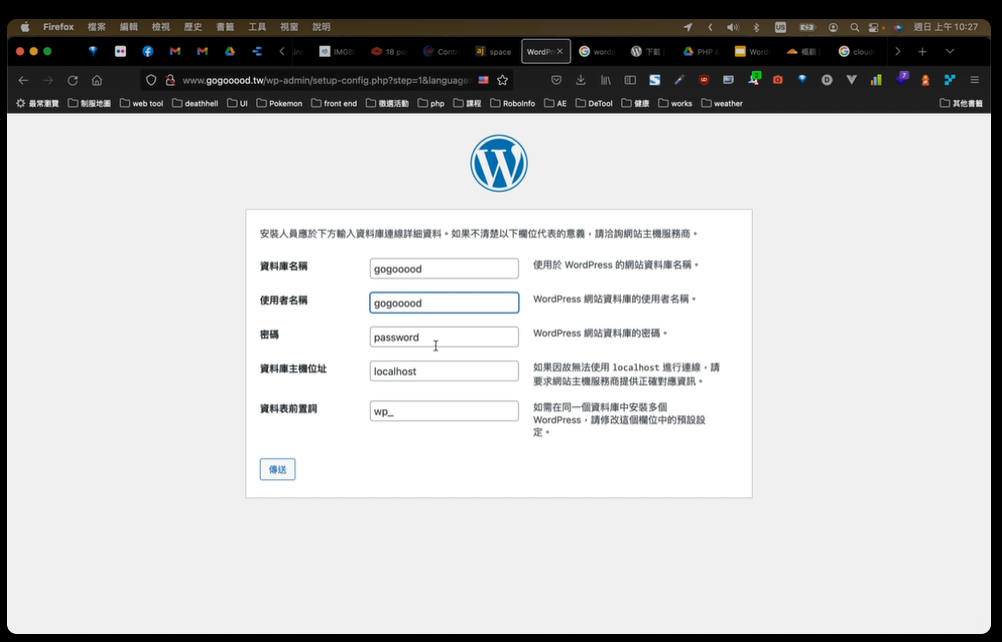 Firefox 檔案 編輯 檢視 歷史 書籤 工具 視窗 說明 US 週日上午10:27
IMGS 18 po Cont space WordPr × word 下載 PHP Word 概觀 cloud
www.gogooood.tw/wp-admin/setup-config.php?step=1&language
最常瀏覽 制服地圖 web tool deathhell UI Pokemon front end 徵選活動 php 課程 RoboInfo AE DeTool 健康 works weather 其他書籤
安裝人員應於下方輸入資料庫連線詳細資料。如果不清楚以下欄位代表的意義，請洽詢網站主機服務商。
資料庫名稱 gogooood 使用於 WordPress 的網站資料庫名稱。
使用者名稱 gogooood WordPress 網站資料庫的使用者名稱。
密碼 password WordPress 網站資料庫的密碼。
資料庫主機位址 localhost 如果因故無法使用 localhost 進行連線，請
要求網站主機服務商提供正確對應資訊。
資料表前置詞 wp_ 如需在同一個資料庫中安裝多個
WordPress，請修改這個欄位中的預設設
定。
傳送